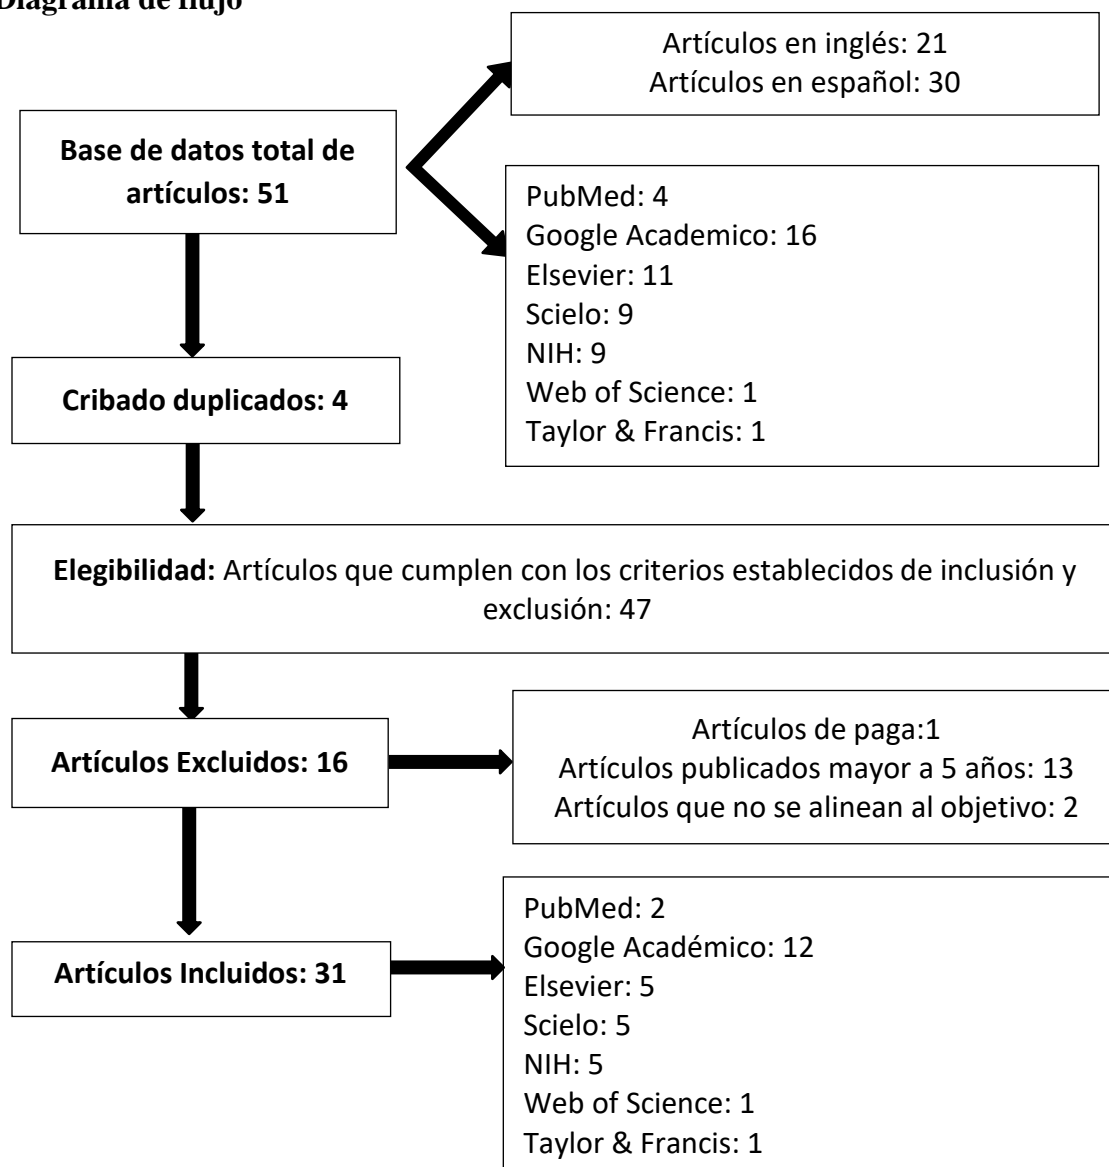 Diagrama de flujo
Artículos en inglés: 21
Artículos en español: 30
Base de datos total de
artículos: 51
PubMed: 4
Google Academico: 16
Elsevier: 11
Scielo: 9
NIH: 9
Web of Science: 1
Taylor & Francis: 1
Cribado duplicados: 4
Elegibilidad: Artículos que cumplen con los criterios establecidos de inclusión y
exclusión: 47
Artículos Excluidos: 16
Artículos de paga:1
Artículos publicados mayor a 5 años: 13
Artículos que no se alinean al objetivo: 2
Artículos Incluidos: 31
PubMed: 2
Google Académico: 12
Elsevier: 5
Scielo: 5
NIH: 5
Web of Science: 1
Taylor & Francis: 1